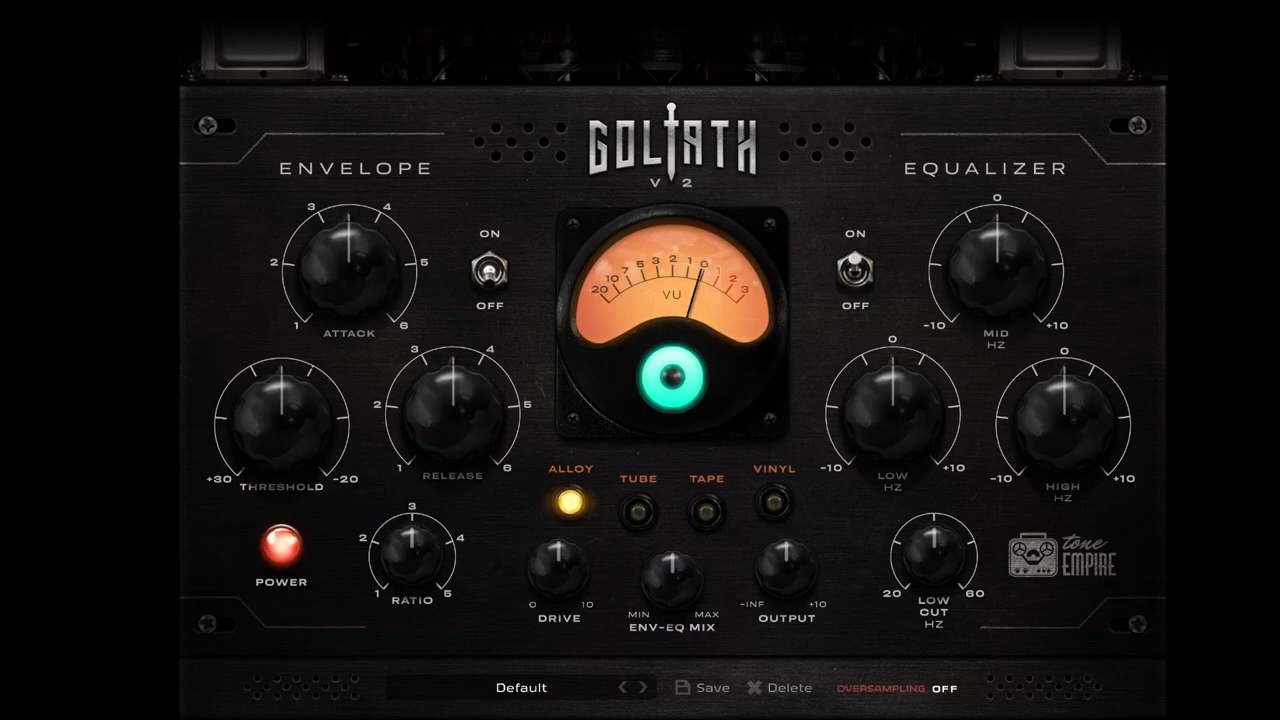 GOLIATH
V 2
ENVELOPE
EQUALIZER
1 2 3 4 5 6
ATTACK
ON
OFF
20 10 7 5 3 2 1 0 1 2 3
VU
ON
OFF
-10 0 +10
MID
HZ
+30 -20
THRESHOLD
1 2 3 4 5 6
RELEASE
-10 0 +10
LOW
HZ
-10 0 +10
HIGH
HZ
ALLOY
TUBE
TAPE
VINYL
POWER
1 2 3 4 5
RATIO
0 10
DRIVE
MIN MAX
ENV-EQ MIX
-INF +10
OUTPUT
20 60
LOW
CUT
HZ
tone
EMPIRE
Default
Save
Delete
OVERSAMPLING OFF